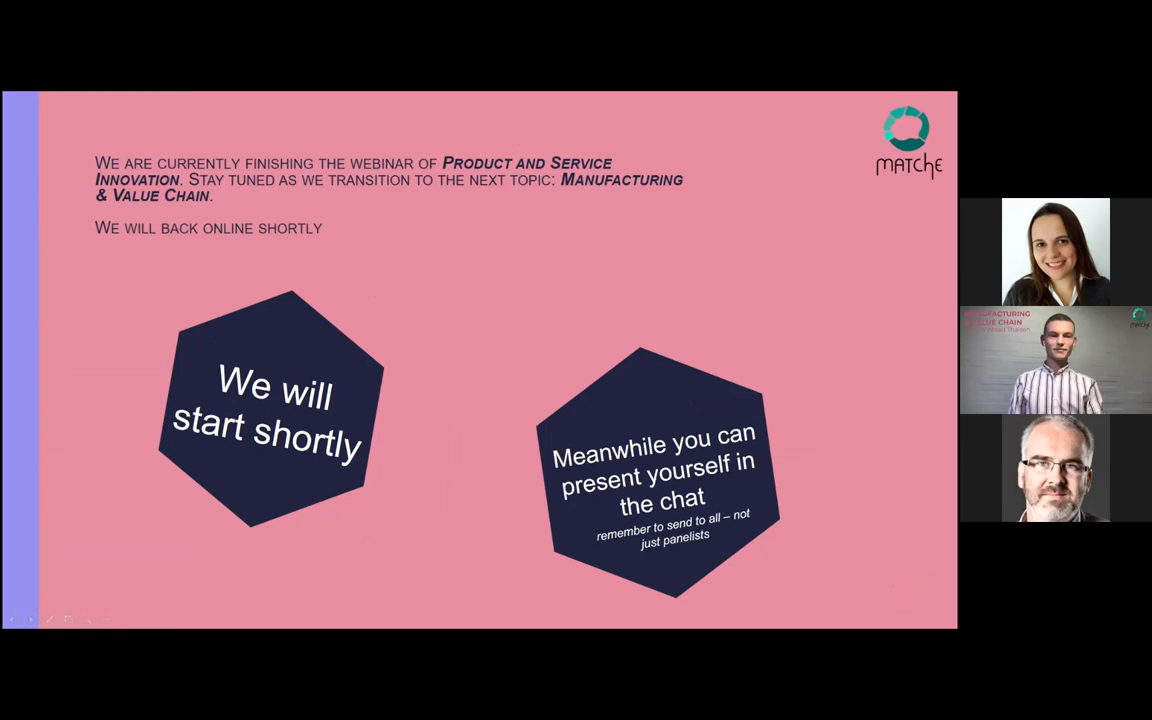 WE ARE CURRENTLY FINISHING THE WEBINAR OF PRODUCT AND SERVICE
INNOVATION. STAY TUNED AS WE TRANSITION TO THE NEXT TOPIC: MANUFACTURING
& VALUE CHAIN.
WE WILL BACK ONLINE SHORTLY
MATCHE
We will
start shortly
Meanwhile you can
present yourself in
the chat
remember to send to all – not
just panelists
MANUFACTURING
& VALUE CHAIN